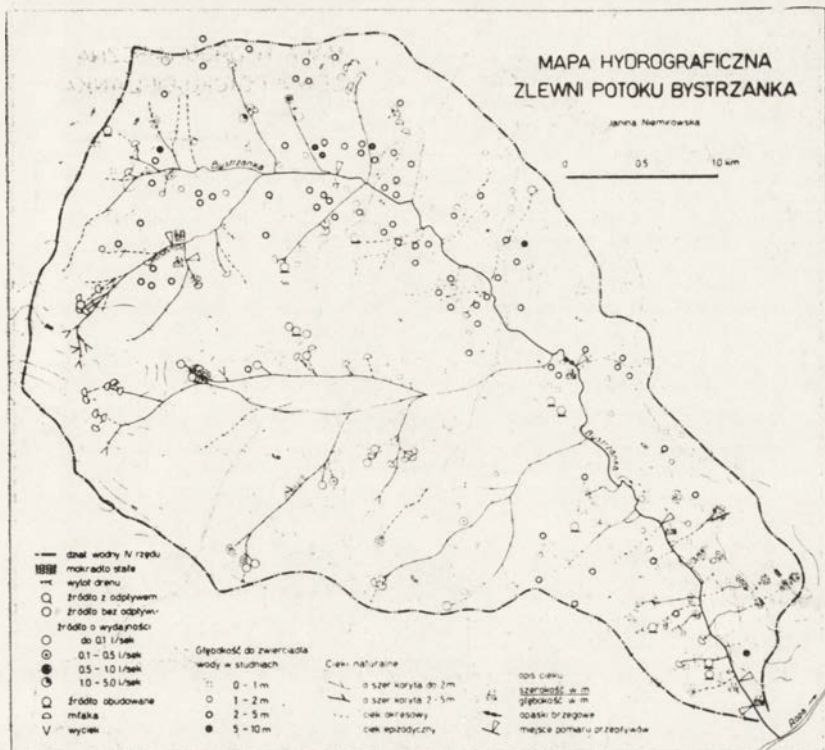 MAPA HYDROGRAFICZNA
ZLEWNI POTOKU BYSTRZANKA
Janina Niemirowska
0 0.5 1.0 km
Bystrzanka
Bystrzanka
Ropa
dział wodny IV rzędu
mokradło stałe
wylot drenu
źródło z odpływem
źródło bez odpływu
źródło o wydajności
do 0.1 l/sek
0.1 - 0.5 l/sek
0.5 - 1.0 l/sek
1.0 - 5.0 l/sek
źródło obudowane
młaka
wyciek
Głębokość do zwierciadła
wody w studniach
0 - 1 m
1 - 2 m
2 - 5 m
5 - 10 m
Cieki naturalne
o szer koryta do 2m
o szer koryta 2 - 5m
ciek okresowy
ciek epizodyczny
opis cieku
szerokość w m
głębokość w m
opaski brzegowe
miejsce pomiaru przepływów